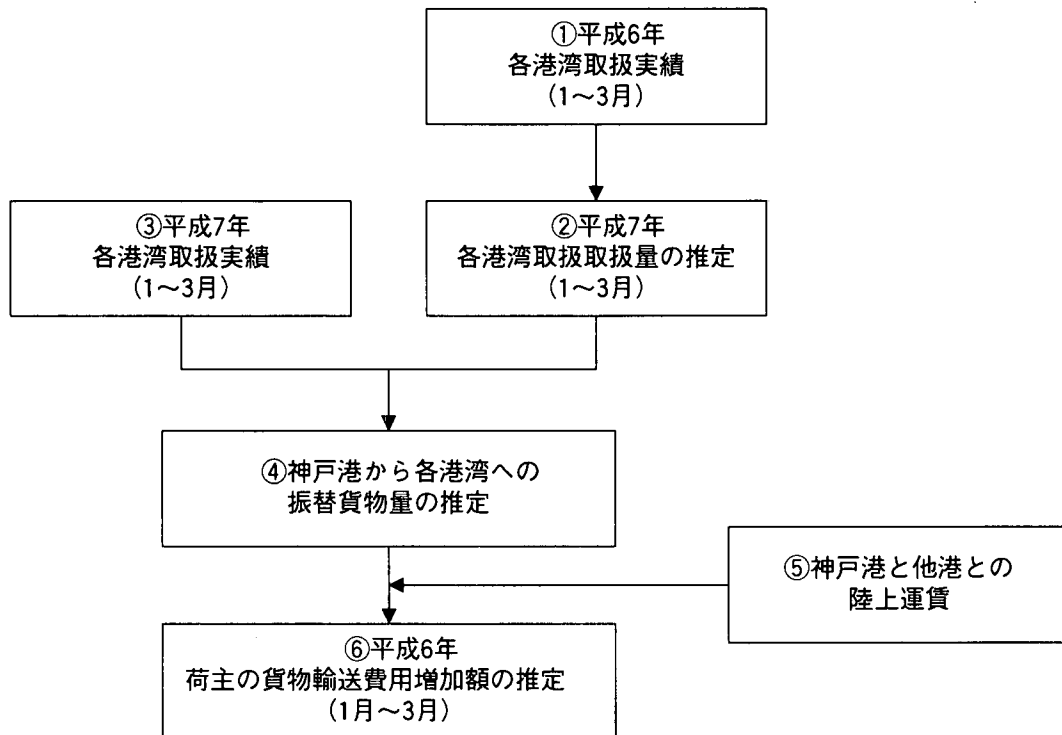 ①平成6年
各港湾取扱実績
(1～3月)
③平成7年
各港湾取扱実績
(1～3月)
②平成7年
各港湾取扱取扱量の推定
(1～3月)
④神戸港から各港湾への
振替貨物量の推定
⑤神戸港と他港との
陸上運賃
⑥平成6年
荷主の貨物輸送費用増加額の推定
(1月～3月)